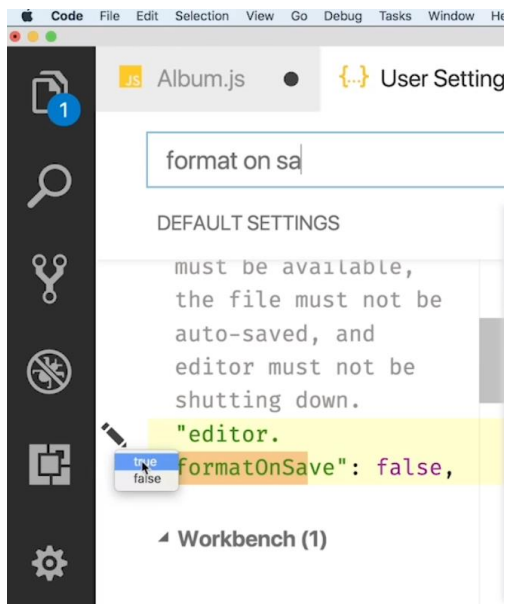 Code File Edit Selection View Go Debug Tasks Window He
JS Album.js {...} User Setting
1
format on sa
DEFAULT SETTINGS
must be available,
the file must not be
auto-saved, and
editor must not be
shutting down.
"editor.
formatOnSave": false,
true
false
Workbench (1)